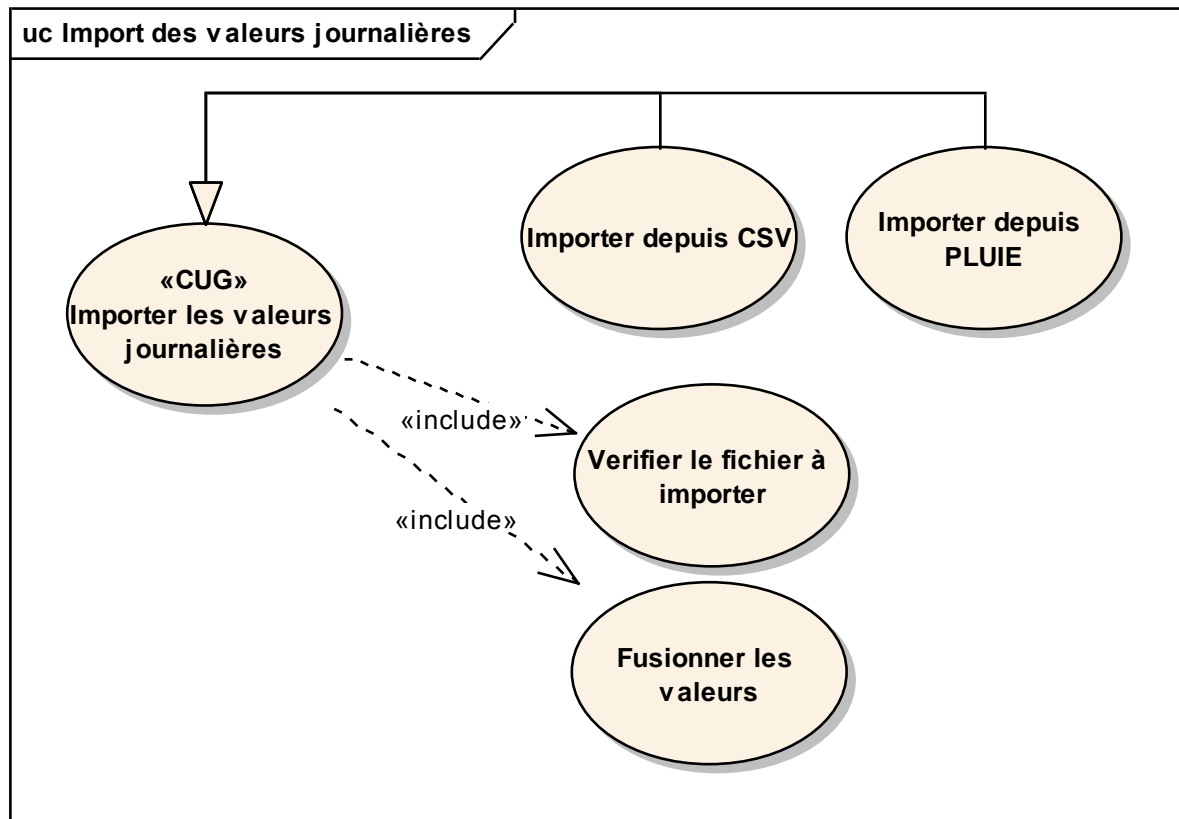 uc Import des valeurs journalières
Importer depuis CSV
Importer depuis
PLUIE
«CUG»
Importer les valeurs
journalières
«include»
Verifier le fichier à
importer
«include»
Fusionner les
valeurs